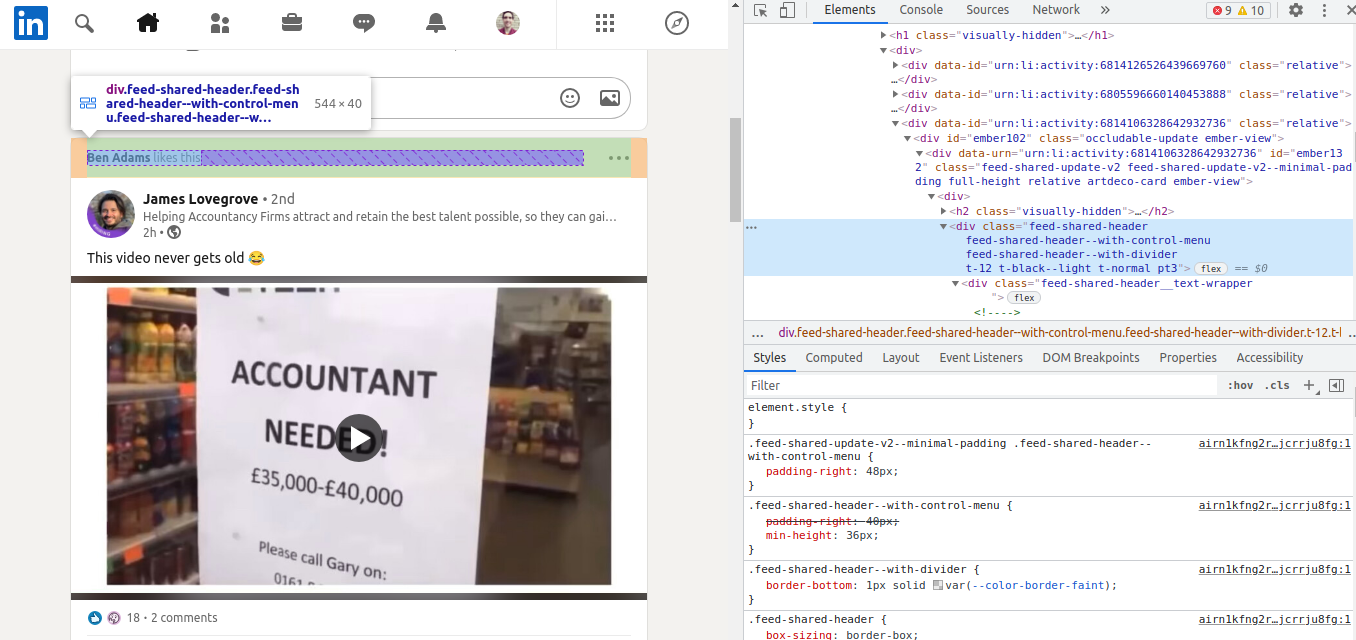 in
div.feed-shared-header.feed-sh
ared-header--with-control-men
u.feed-shared-header--w…
544 × 40
Ben Adams likes this
James Lovegrove • 2nd
Helping Accountancy Firms attract and retain the best talent possible, so they can gai…
2h •
This video never gets old 😂
ACCOUNTANT
NEEDED!
£35,000-£40,000
Please call Gary on:
0161
18 · 2 comments
Elements Console Sources Network » 9 10
<h1 class="visually-hidden">…</h1>
<div>
<div data-id="urn:li:activity:6814126526439669760" class="relative">
…</div>
<div data-id="urn:li:activity:6805596660140453888" class="relative">
…</div>
<div data-id="urn:li:activity:6814106328642932736" class="relative">
<div id="ember102" class="occludable-update ember-view">
<div data-urn="urn:li:activity:6814106328642932736" id="ember13
2" class="feed-shared-update-v2 feed-shared-update-v2--minimal-pad
ding full-height relative artdeco-card ember-view">
<div>
<h2 class="visually-hidden">…</h2>
<div class="feed-shared-header
feed-shared-header--with-control-menu
feed-shared-header--with-divider
t-12 t-black--light t-normal pt3"> flex == $0
<div class="feed-shared-header__text-wrapper
"> flex
<!---->
… div.feed-shared-header.feed-shared-header--with-control-menu.feed-shared-header--with-divider.t-12.t-l …
Styles Computed Layout Event Listeners DOM Breakpoints Properties Accessibility
Filter :hov .cls +
element.style {
}
.feed-shared-update-v2--minimal-padding .feed-shared-header-- airn1kfng2r…jcrrju8fg:1
with-control-menu {
padding-right: 48px;
}
.feed-shared-header--with-control-menu { airn1kfng2r…jcrrju8fg:1
padding-right: 40px;
min-height: 36px;
}
.feed-shared-header--with-divider { airn1kfng2r…jcrrju8fg:1
border-bottom: 1px solid var(--color-border-faint);
}
.feed-shared-header { airn1kfng2r…jcrrju8fg:1
box-sizing: border-box;